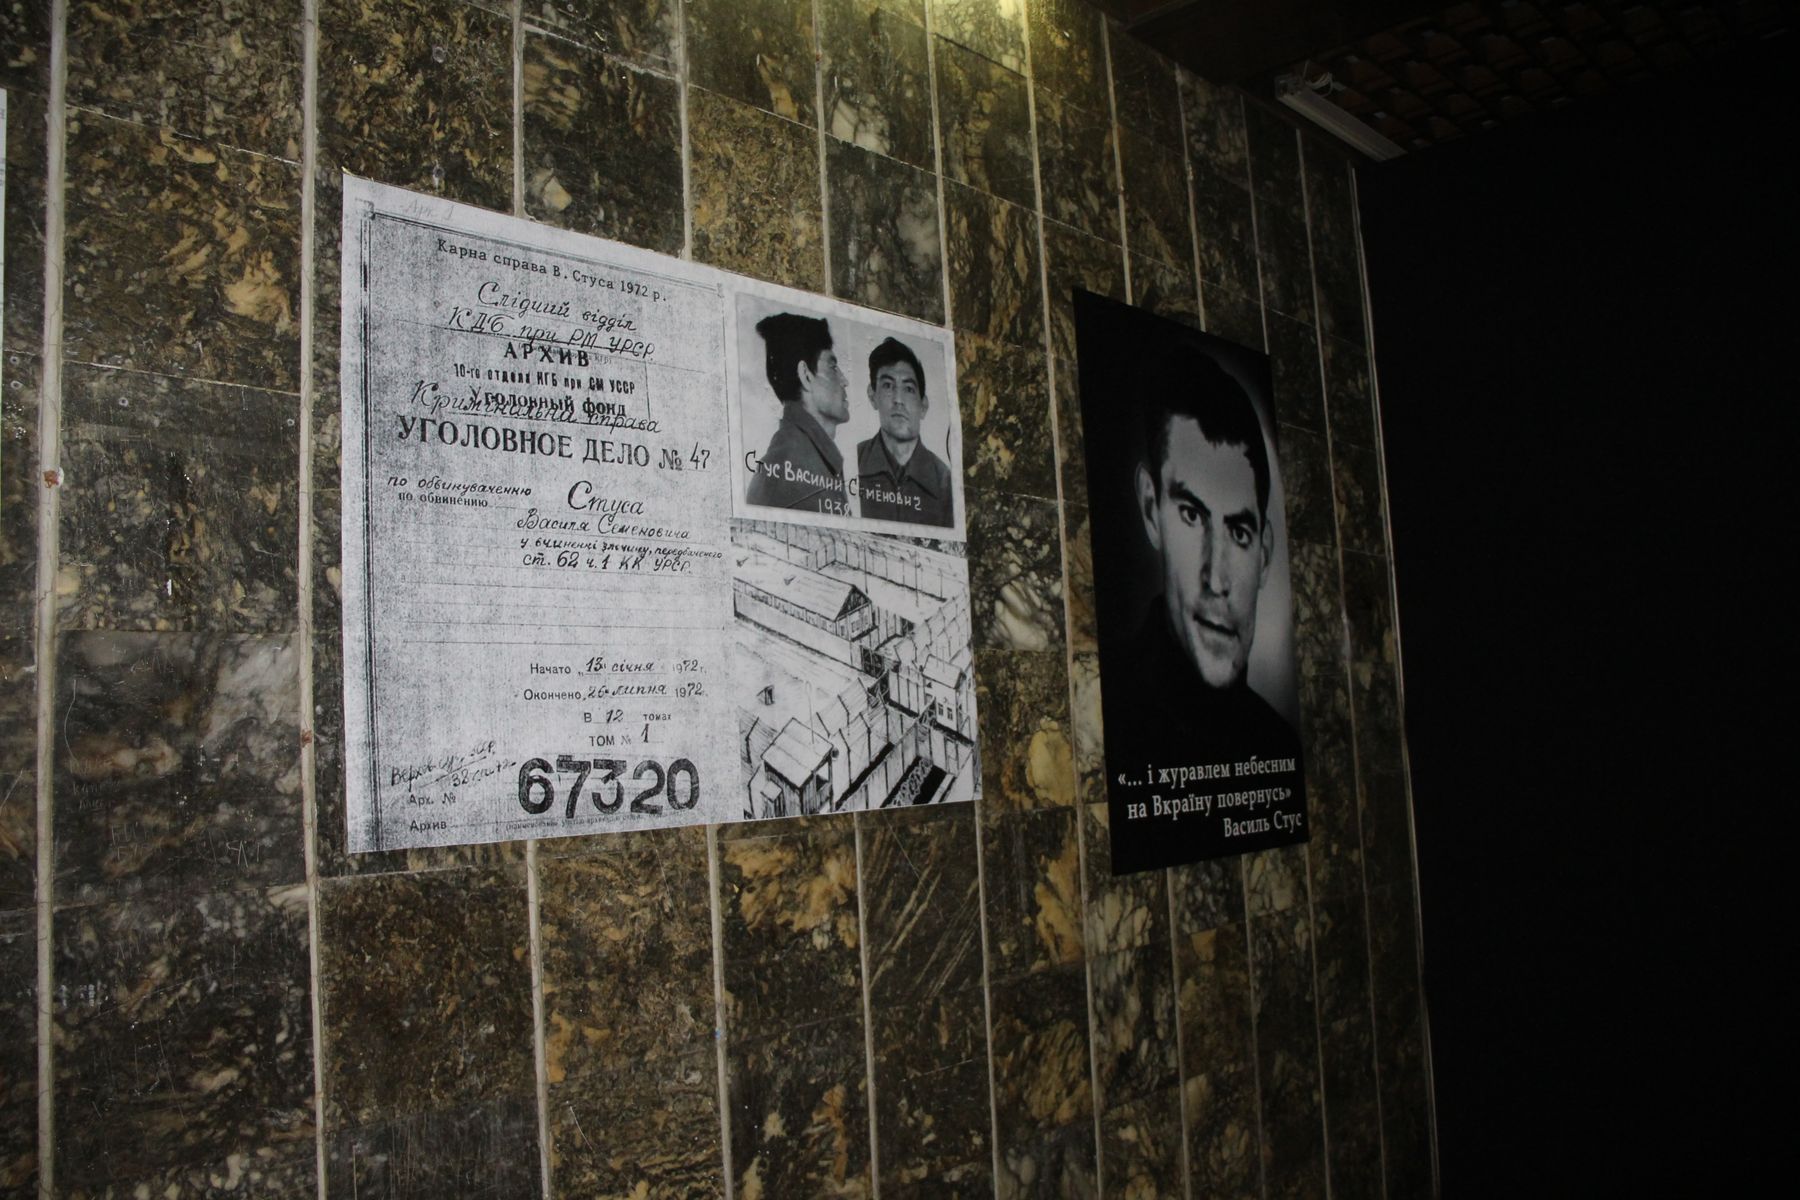 Арк. 1
Карна справа В. Стуса 1972 р.
Слідчий відділ
КДБ при РМ УРСР
АРХИВ
10-го отдела КГБ при СМ УССР
Уголовный фонд
Кримінальна справа
УГОЛОВНОЕ ДЕЛО № 47
по обвинуваченню
по обвинению
Стуса
Василя Семеновича
у вчиненні злочину, передбаченого
ст. 62 ч. 1 КК УРСР.
Начато „13" січня 1972 г.
Окончено „26" липня 1972 г.
В 12 томах
ТОМ № 1
Арх. №
67320
Архив
Стус Василий Семёнович
1938
«... і журавлем небесним
на Вкраїну повернусь»
Василь Стус